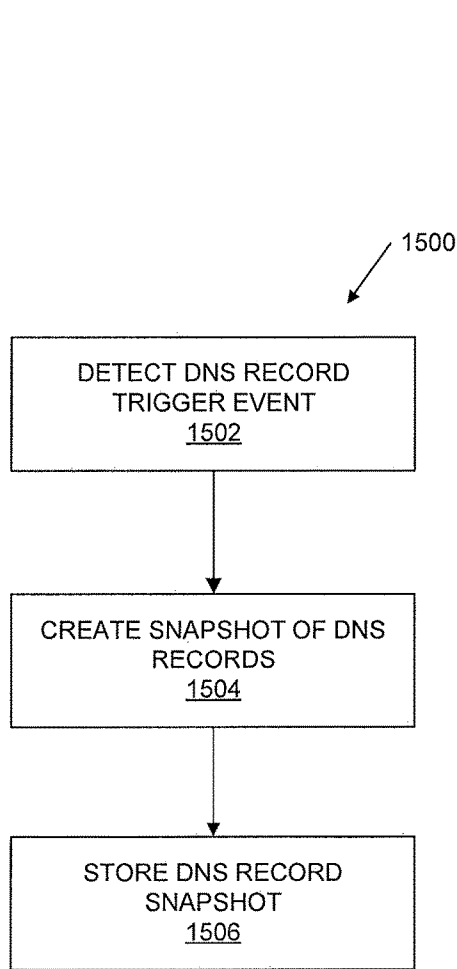 1500
DETECT DNS RECORD
TRIGGER EVENT
1502
CREATE SNAPSHOT OF DNS
RECORDS
1504
STORE DNS RECORD
SNAPSHOT
1506